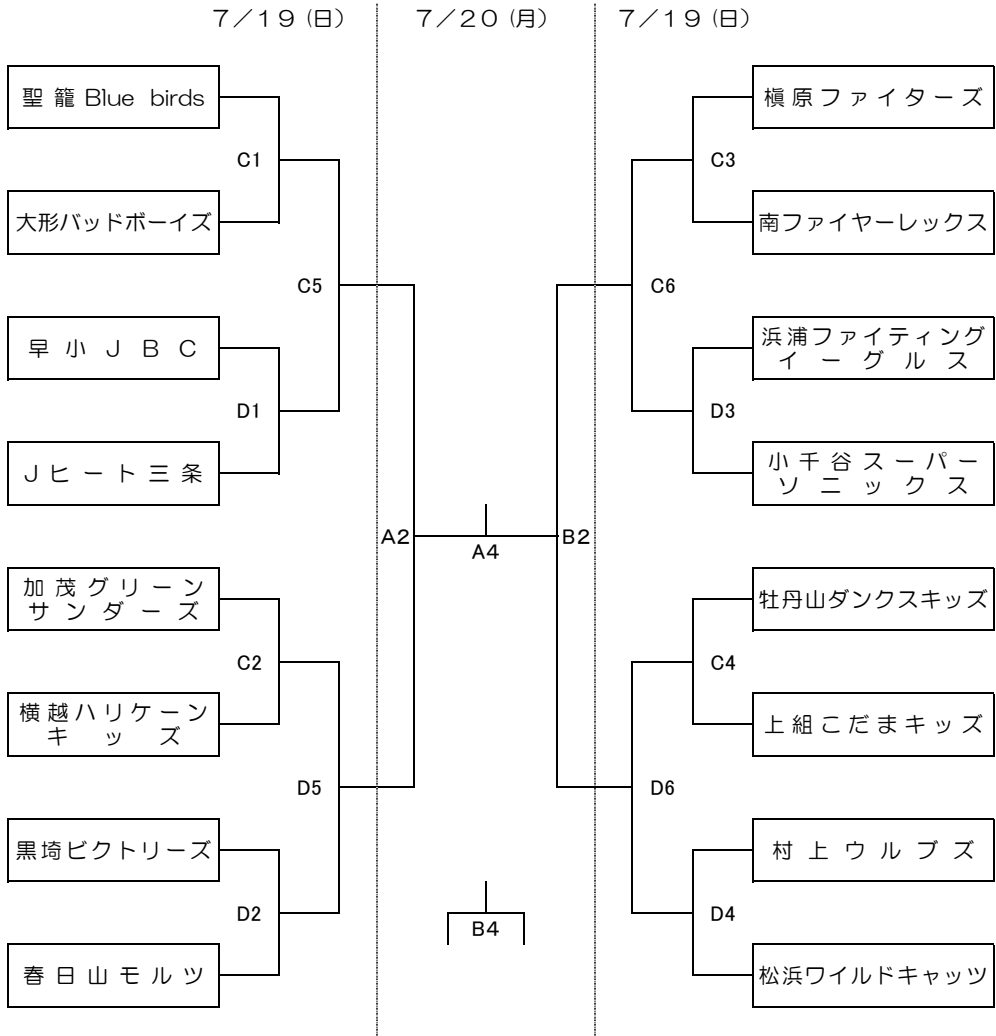 7／19（日）
7／20（月）
7／19（日）
聖籠 Blue birds
槇原ファイターズ
C1
C3
大形バッドボーイズ
南ファイヤーレックス
C5
C6
早小ＪＢＣ
浜浦ファイティング
イーグルス
D1
D3
Ｊヒート三条
小千谷スーパー
ソニックス
A2
A4
B2
加茂グリーン
サンダーズ
牡丹山ダンクスキッズ
C2
C4
横越ハリケーン
キッズ
上組こだまキッズ
D5
D6
黒埼ビクトリーズ
村上ウルブズ
D2
B4
D4
春日山モルツ
松浜ワイルドキャッツ